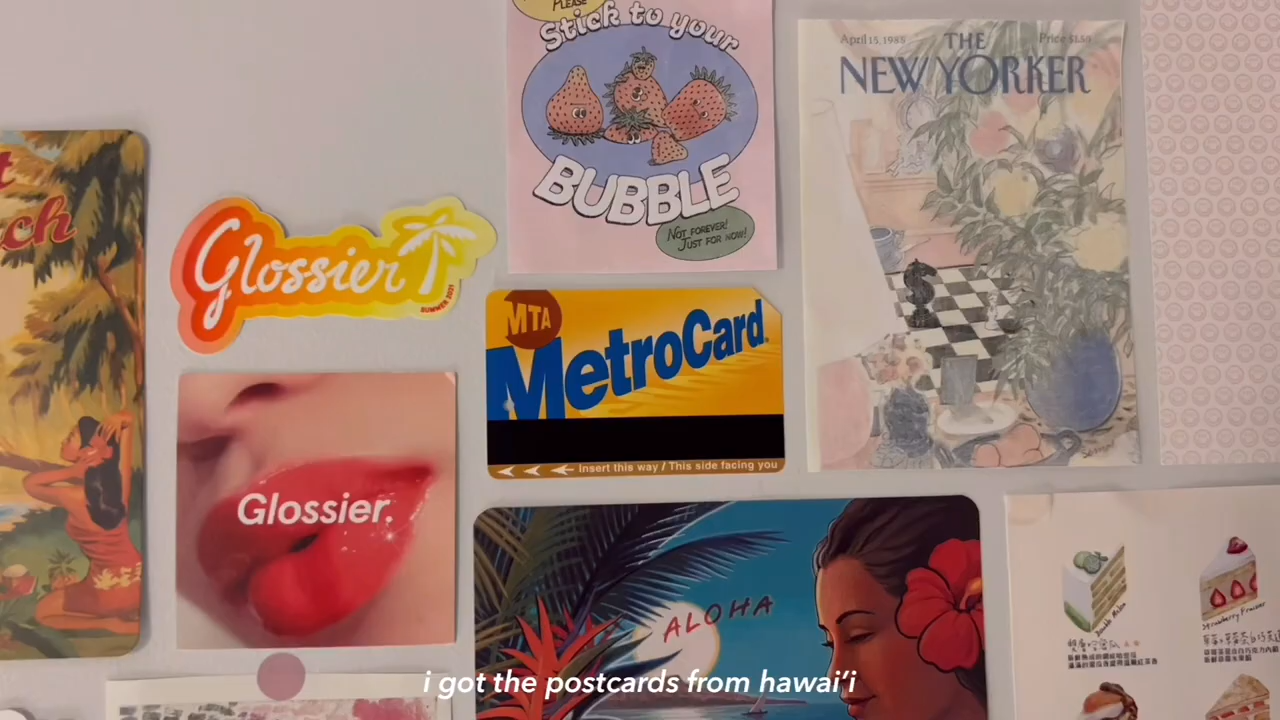 PLEASE
Stick to your
BUBBLE
NOT FOREVER!
JUST FOR NOW!
April 15, 1985
THE
Price $1.50
NEW YORKER
ch
Glossier
SUMMER 2021
MTA
MetroCard
Insert this way / This side facing you
Glossier.
ALOHA
i got the postcards from hawai'i